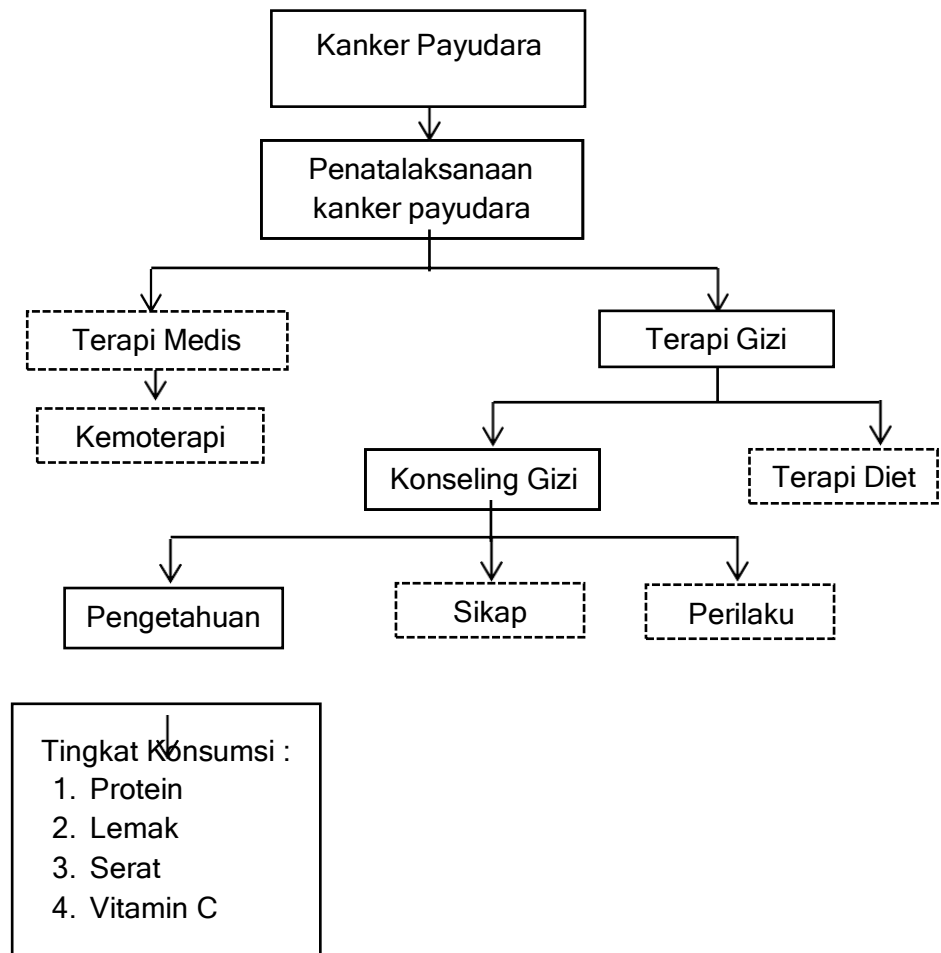 Kanker Payudara
Penatalaksanaan
kanker payudara
Terapi Medis
Terapi Gizi
Kemoterapi
Konseling Gizi
Terapi Diet
Pengetahuan
Sikap
Perilaku
Tingkat Konsumsi :
1. Protein
2. Lemak
3. Serat
4. Vitamin C